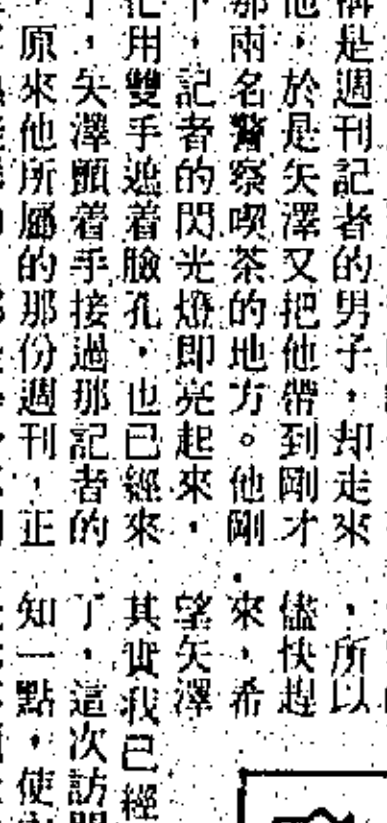 稱是週刊記者的男子，却走來
他，於是矢澤又把他帶到剛才
那兩名警察喫茶的地方。他剛
下，記者的閃光燈即亮起來，
忙用雙手遮着臉孔，也已經來
了，矢澤顫着手接過那記者的
原來他所屬的那份週刊，正
，所以
儘快趕
來，希
望矢澤
其實我已經
了，這次訪問
知一點，使